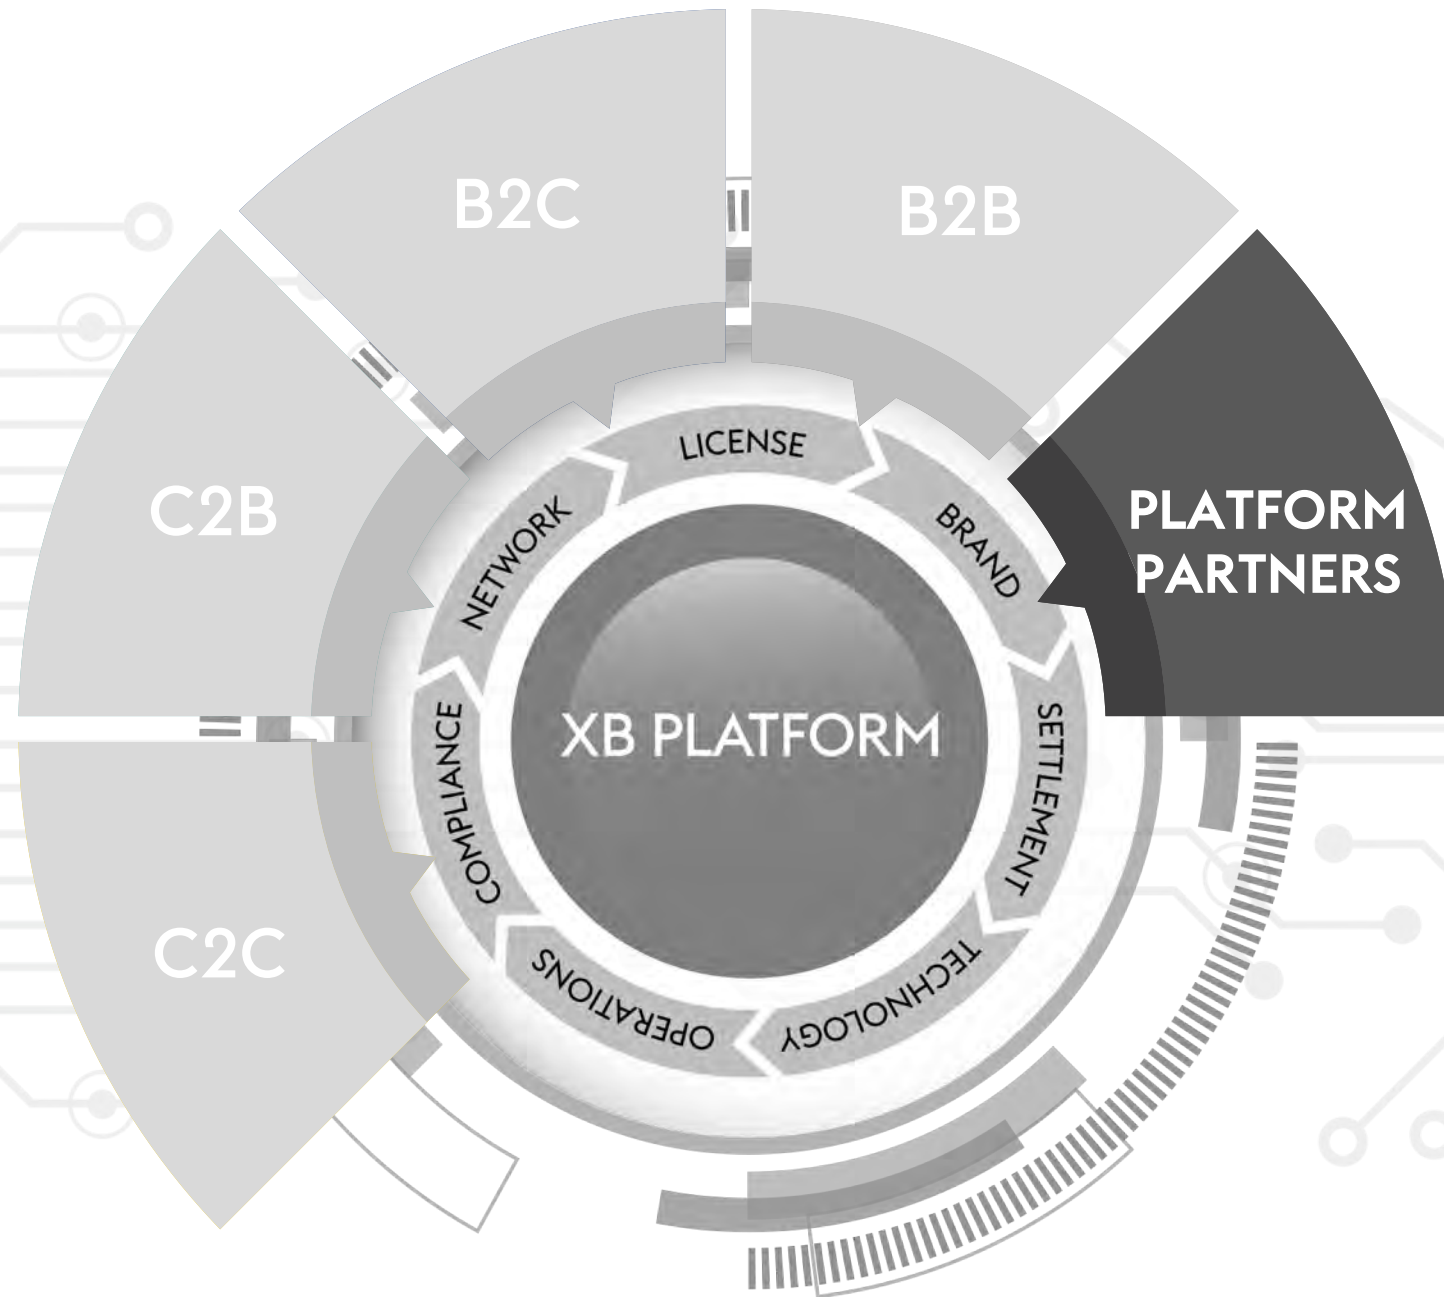 B2C
B2B
C2B
PLATFORM
PARTNERS
C2C
LICENSE
BRAND
SETTLEMENT
TECHNOLOGY
OPERATIONS
COMPLIANCE
NETWORK
XB PLATFORM